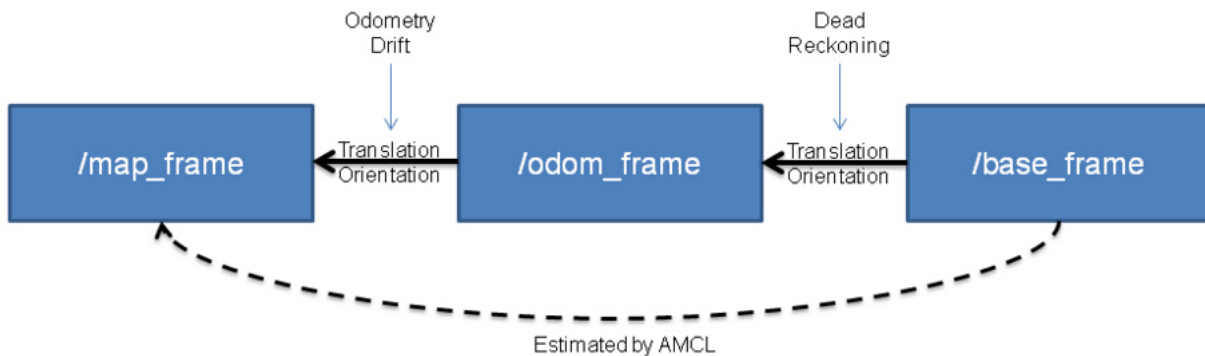 Odometry
Drift
Dead
Reckoning
/map_frame
Translation
Orientation
/odom_frame
Translation
Orientation
/base_frame
Estimated by AMCL